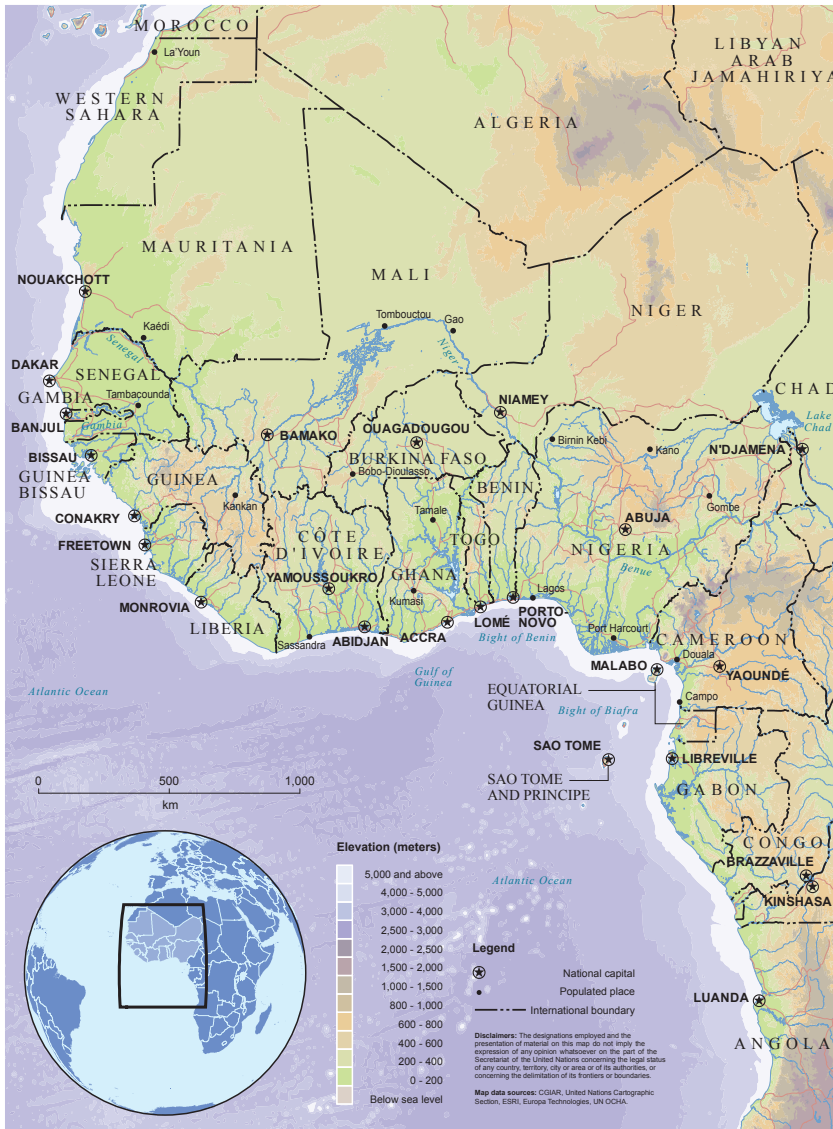 MOROCCO
La'Youn
LIBYAN
ARAB
JAMAHIRIYA
WESTERN
SAHARA
ALGERIA
MAURITANIA
MALI
NOUAKCHOTT
NIGER
Tombouctou
Gao
Kaédi
Senegal
Niger
DAKAR
SENEGAL
CHAD
GAMBIA
Tambacounda
NIAMEY
Lake
Chad
BANJUL
Gambia
BAMAKO
OUAGADOUGOU
Birnin Kebi
Kano
N'DJAMENA
BISSAU
BURKINA FASO
GUINEA
BISSAU
GUINEA
Bobo-Dioulasso
BENIN
Kankan
Tamale
Gombe
CONAKRY
ABUJA
CÔTE
D'IVOIRE
TOGO
FREETOWN
NIGERIA
SIERRA
LEONE
YAMOUSSOUKRO
GHANA
Benue
Kumasi
Lagos
MONROVIA
PORTO
NOVO
LOMÉ
LIBERIA
Sassandra
ABIDJAN
ACCRA
Bight of Benin
Port Harcourt
CAMEROON
Douala
MALABO
YAOUNDÉ
Gulf of
Guinea
Atlantic Ocean
EQUATORIAL
GUINEA
Bight of Biafra
Campo
SAO TOME
LIBREVILLE
SAO TOME
AND PRINCIPE
GABON
0 500 1,000
km
CONGO
BRAZZAVILLE
KINSHASA
Elevation (meters)
5,000 and above
4,000 - 5,000
3,000 - 4,000
2,500 - 3,000
2,000 - 2,500
1,500 - 2,000
1,000 - 1,500
800 - 1,000
600 - 800
400 - 600
200 - 400
0 - 200
Below sea level
Atlantic Ocean
Legend
National capital
Populated place
International boundary
LUANDA
ANGOLA
Disclaimers: The designations employed and the
presentation of material on this map do not imply the
expression of any opinion whatsoever on the part of the
Secretariat of the United Nations concerning the legal status
of any country, territory, city or area or of its authorities, or
concerning the delimitation of its frontiers or boundaries.
Map data sources: CGIAR, United Nations Cartographic
Section, ESRI, Europa Technologies, UN OCHA.